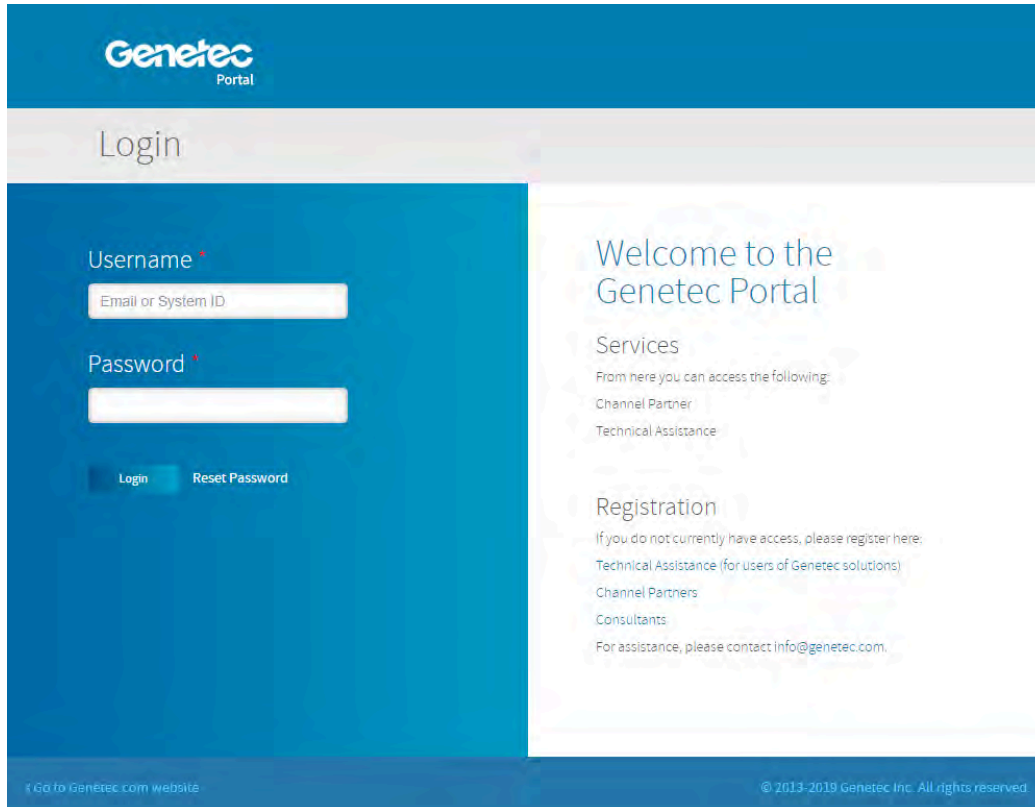 Genetec
Portal
Login
Username *
Email or System ID
Password *
Login Reset Password
Welcome to the
Genetec Portal
Services
From here you can access the following:
Channel Partner
Technical Assistance
Registration
If you do not currently have access, please register here:
Technical Assistance (for users of Genetec solutions)
Channel Partners
Consultants
For assistance, please contact info@genetec.com.
‹ Go to Genetec.com website
© 2013-2019 Genetec Inc. All rights reserved